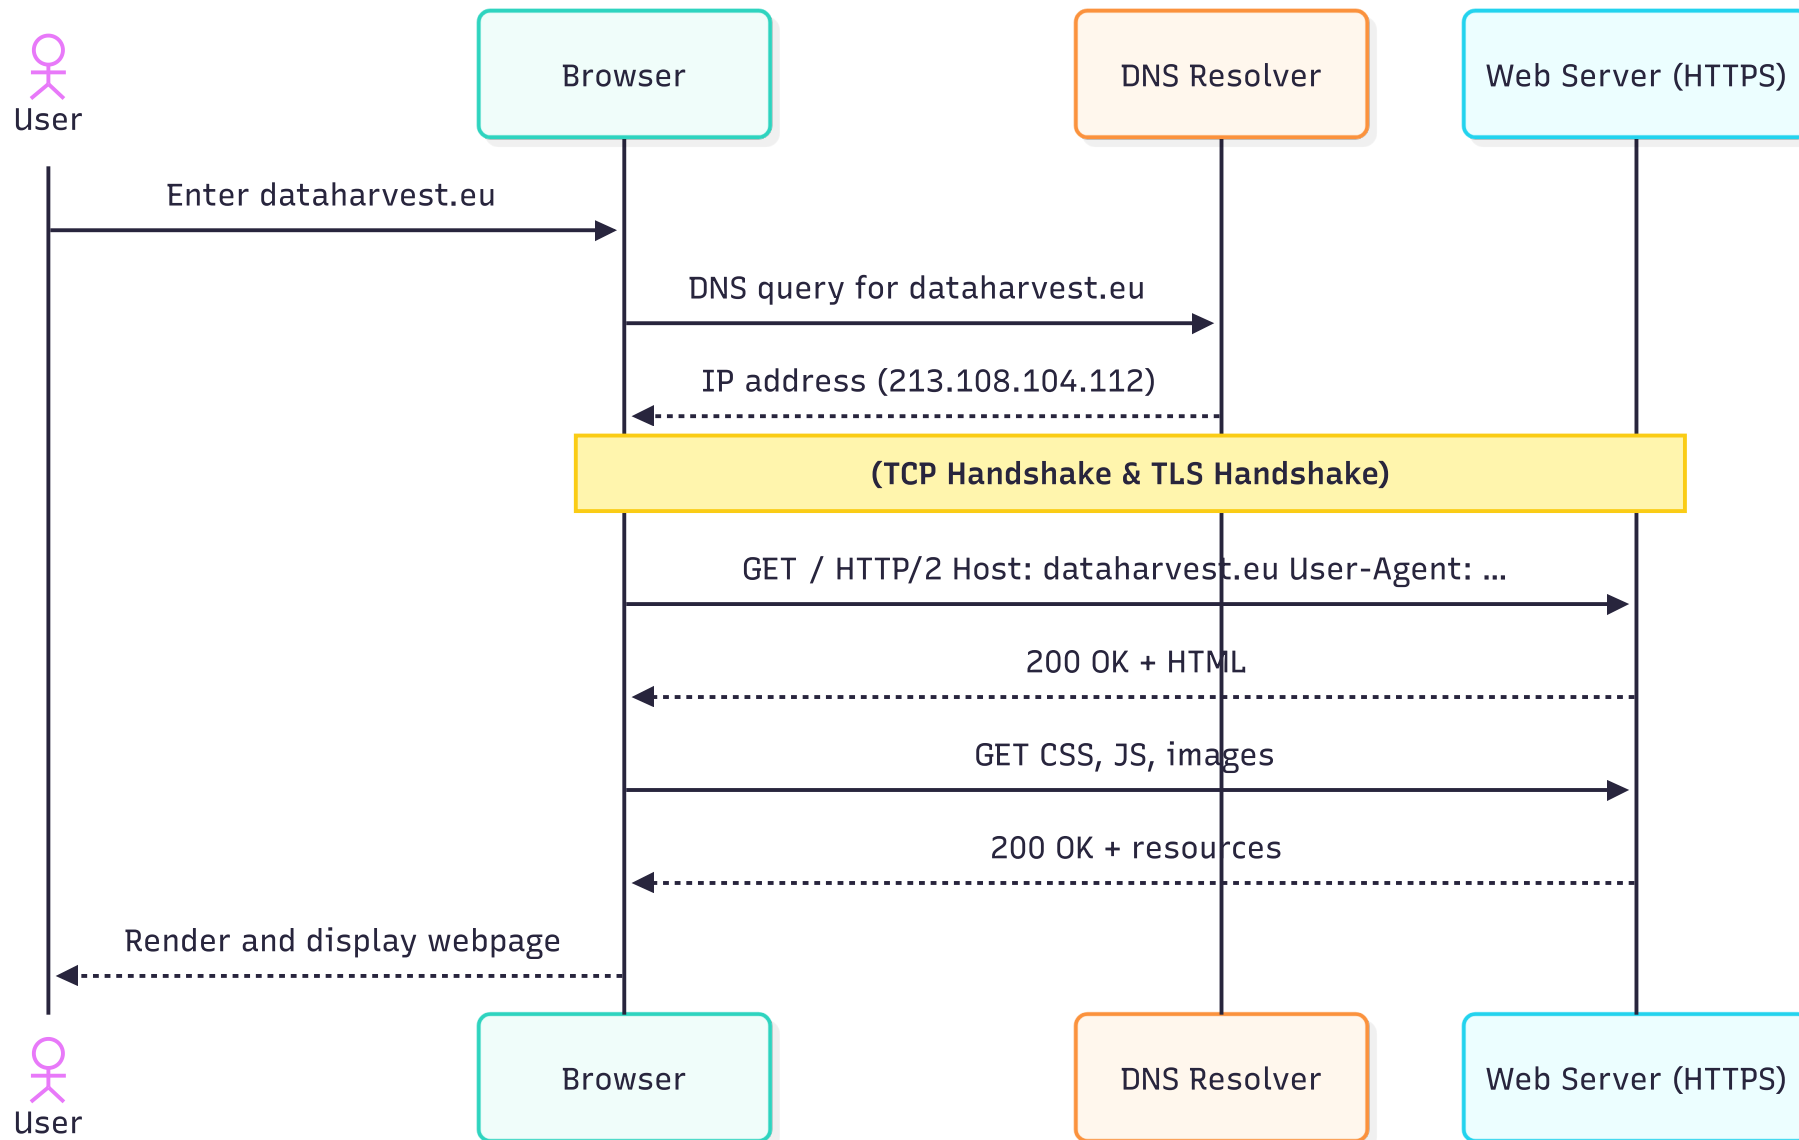 User
Browser
DNS Resolver
Web Server (HTTPS)
Enter dataharvest.eu
DNS query for dataharvest.eu
IP address (213.108.104.112)
(TCP Handshake & TLS Handshake)
GET / HTTP/2 Host: dataharvest.eu User-Agent: ...
200 OK + HTML
GET CSS, JS, images
200 OK + resources
Render and display webpage
User
Browser
DNS Resolver
Web Server (HTTPS)